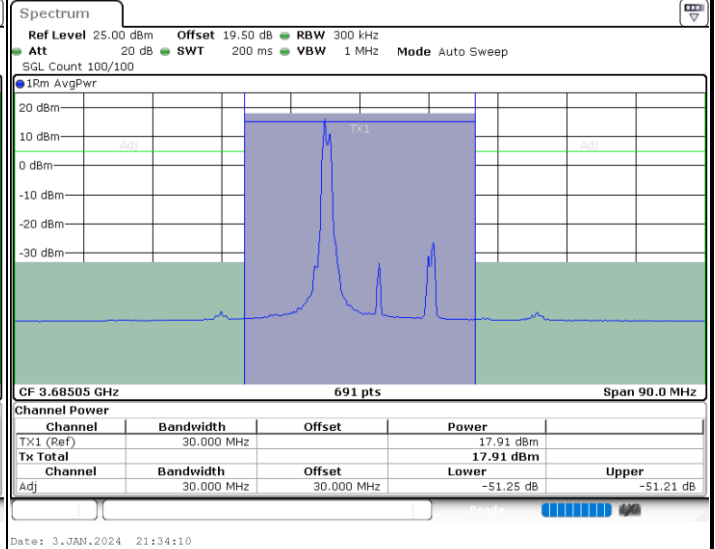 Spectrum
Ref Level 25.00 dBm Offset 19.50 dB RBW 300 kHz
Att 20 dB SWT 200 ms VBW 1 MHz Mode Auto Sweep
SGL Count 100/100
1Rm AvgPwr
20 dBm
TX1
10 dBm
Adj Adj
0 dBm
-10 dBm
-20 dBm
-30 dBm
CF 3.68505 GHz 691 pts Span 90.0 MHz
Channel Power
Channel Bandwidth Offset Power
TX1 (Ref) 30.000 MHz 17.91 dBm
Tx Total 17.91 dBm
Channel Bandwidth Offset Lower Upper
Adj 30.000 MHz 30.000 MHz -51.25 dB -51.21 dB
Ready
Date: 3.JAN.2024 21:34:10